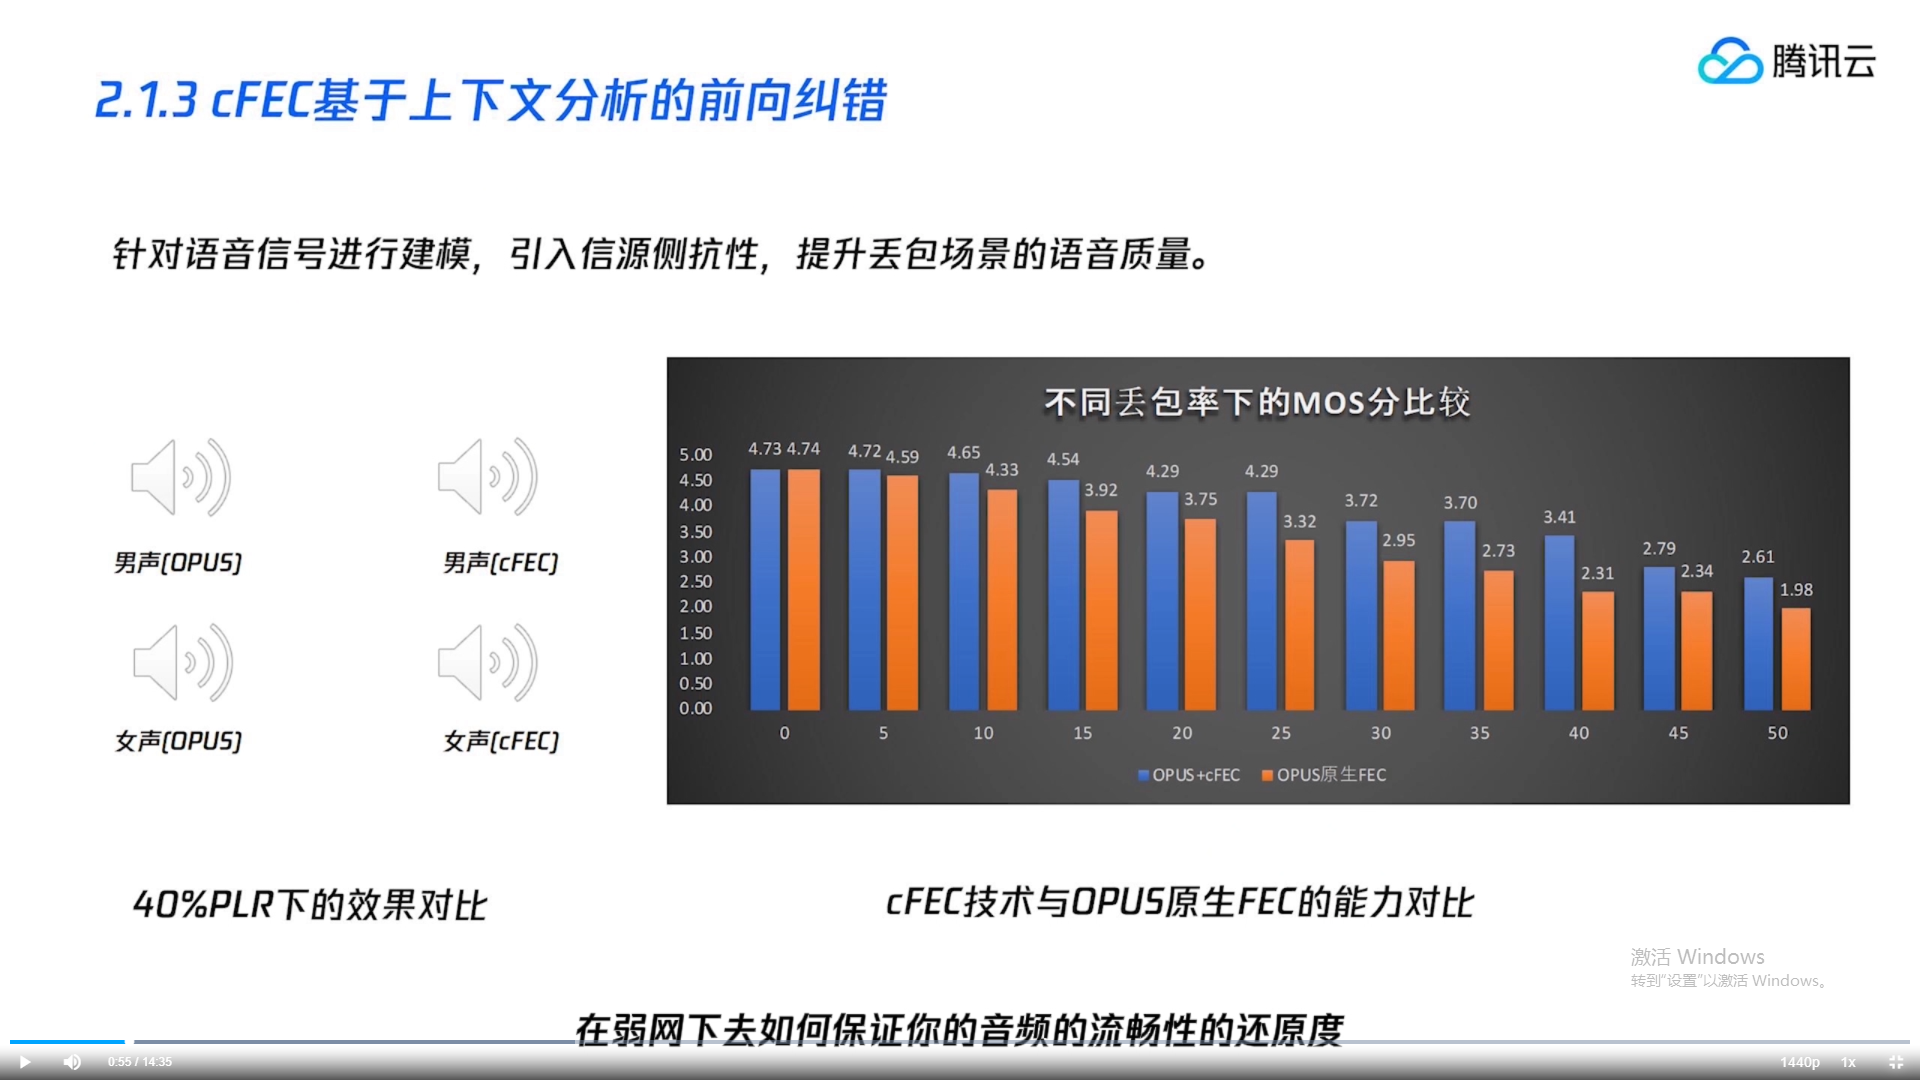 腾讯云
2.1.3 cFEC基于上下文分析的前向纠错
针对语音信号进行建模，引入信源侧抗性，提升丢包场景的语音质量。
男声(OPUS)
男声(cFEC)
女声(OPUS)
女声(cFEC)
不同丢包率下的MOS分比较
5.00
4.50
4.00
3.50
3.00
2.50
2.00
1.50
1.00
0.50
0.00
4.73 4.74
4.72 4.59
4.65 4.33
4.54 3.92
4.29 3.75
4.29 3.32
3.72 2.95
3.70 2.73
3.41 2.31
2.79 2.34
2.61 1.98
0 5 10 15 20 25 30 35 40 45 50
OPUS+cFEC OPUS原生FEC
40%PLR下的效果对比
cFEC技术与OPUS原生FEC的能力对比
激活 Windows
转到“设置”以激活 Windows。
在弱网下去如何保证你的音频的流畅性的还原度
0:55 / 14:35
1440p 1x